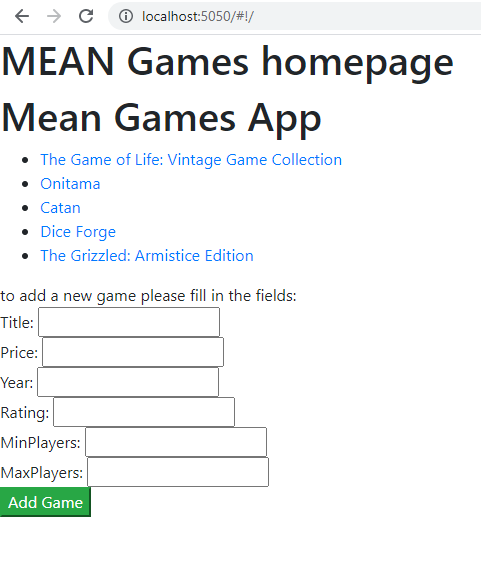 localhost:5050/#!/
MEAN Games homepage
Mean Games App
The Game of Life: Vintage Game Collection
Onitama
Catan
Dice Forge
The Grizzled: Armistice Edition
to add a new game please fill in the fields:
Title:
Price:
Year:
Rating:
MinPlayers:
MaxPlayers:
Add Game